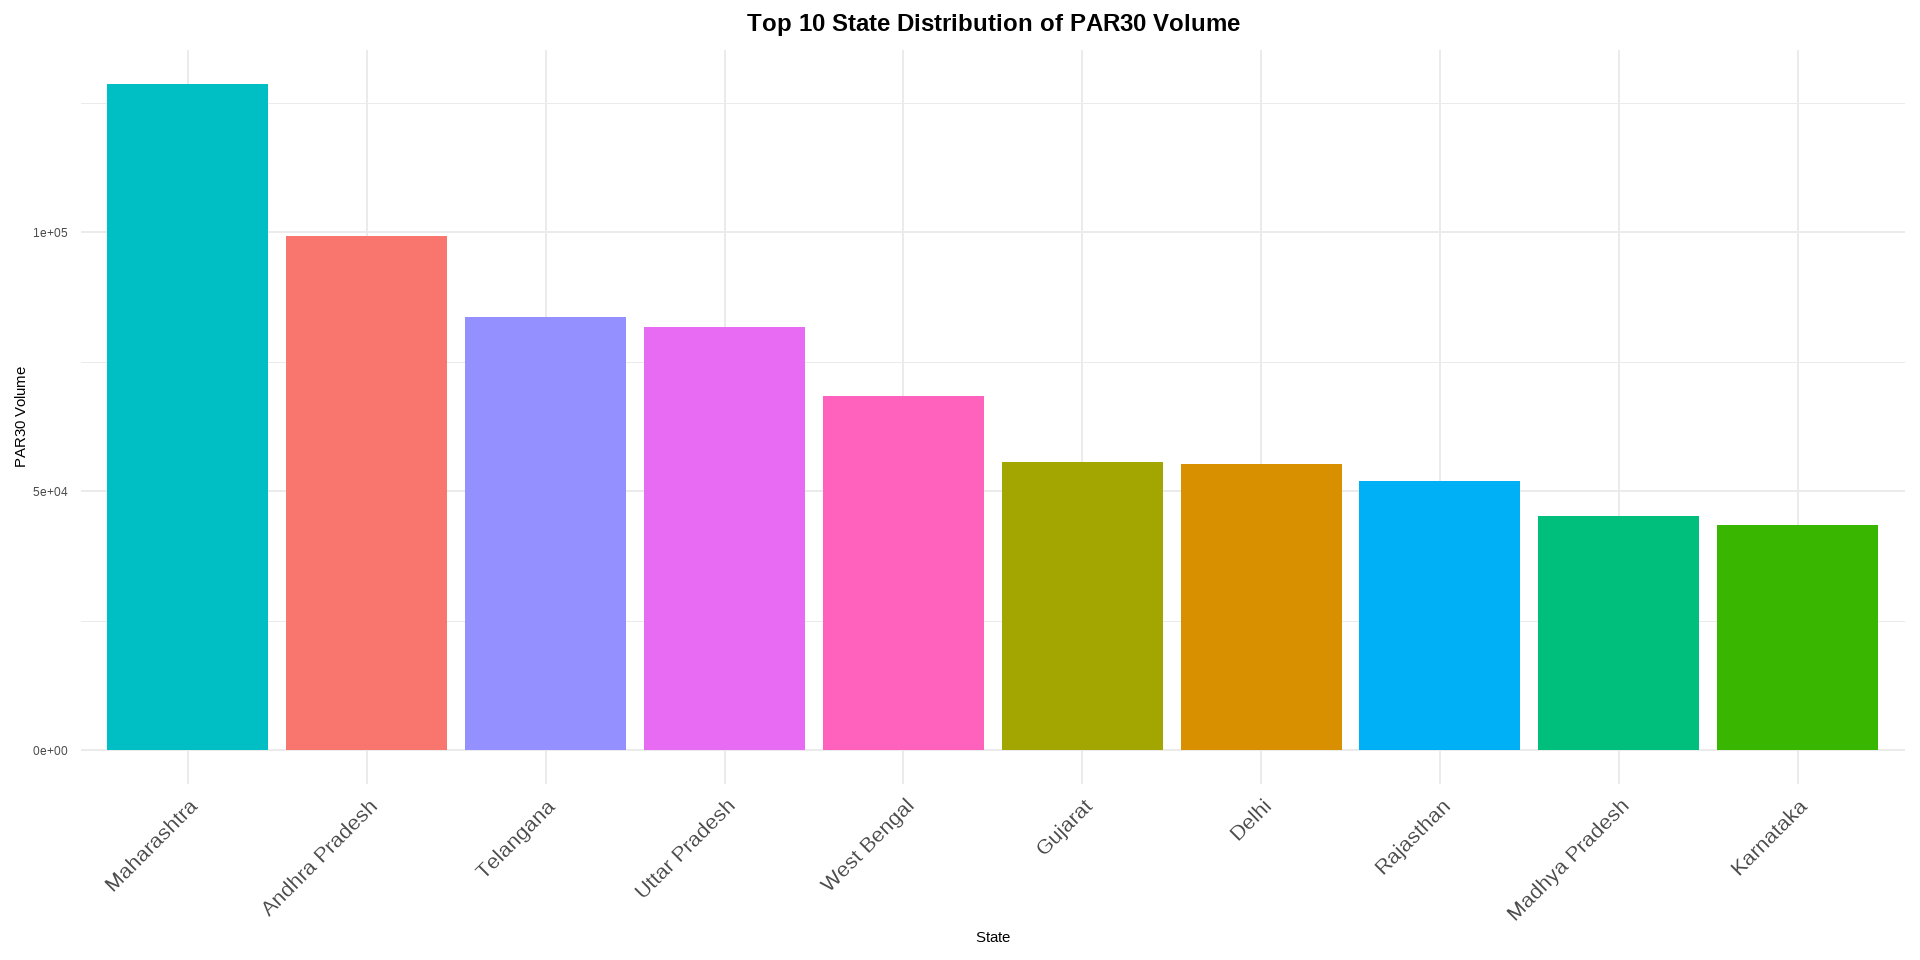 Top 10 State Distribution of PAR30 Volume
PAR30 Volume
1e+05
5e+04
0e+00
Maharashtra
Andhra Pradesh
Telangana
Uttar Pradesh
West Bengal
Gujarat
Delhi
Rajasthan
Madhya Pradesh
Karnataka
State